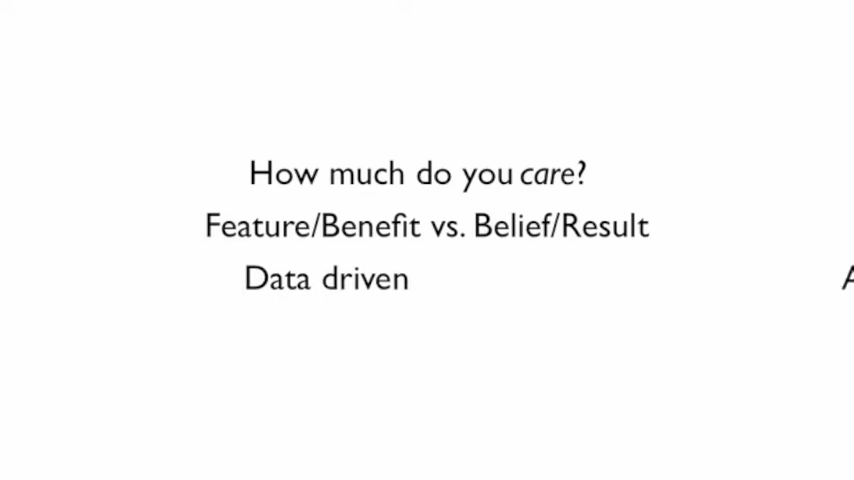 How much do you care?
Feature/Benefit vs. Belief/Result
Data driven